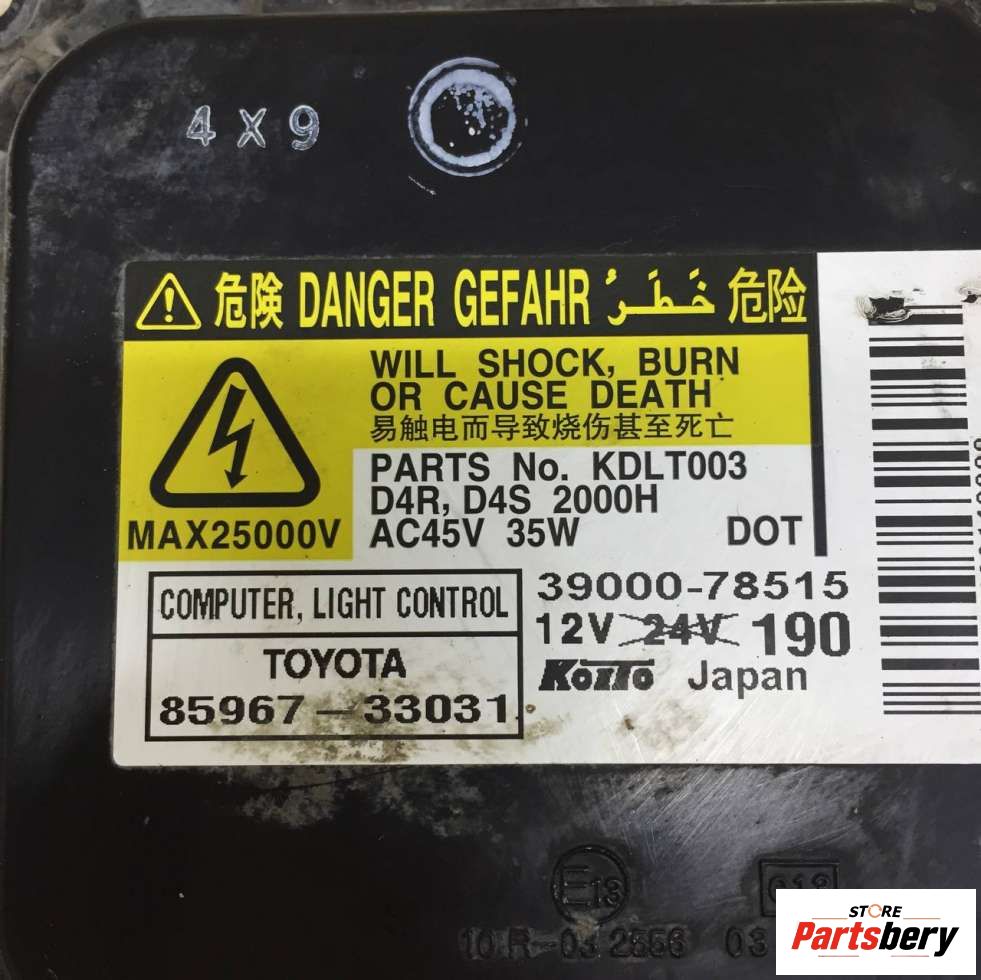 4 X 9
危険 DANGER GEFAHR خَطَرٌ 危险
WILL SHOCK, BURN
OR CAUSE DEATH
易触电而导致烧伤甚至死亡
MAX25000V
PARTS No. KDLT003
D4R, D4S 2000H
AC45V 35W DOT
COMPUTER, LIGHT CONTROL
TOYOTA
85967-33031
39000-78515
12V 24V 190
KOITO Japan
E13
10 R-03 2556 03
STORE
Partsbery